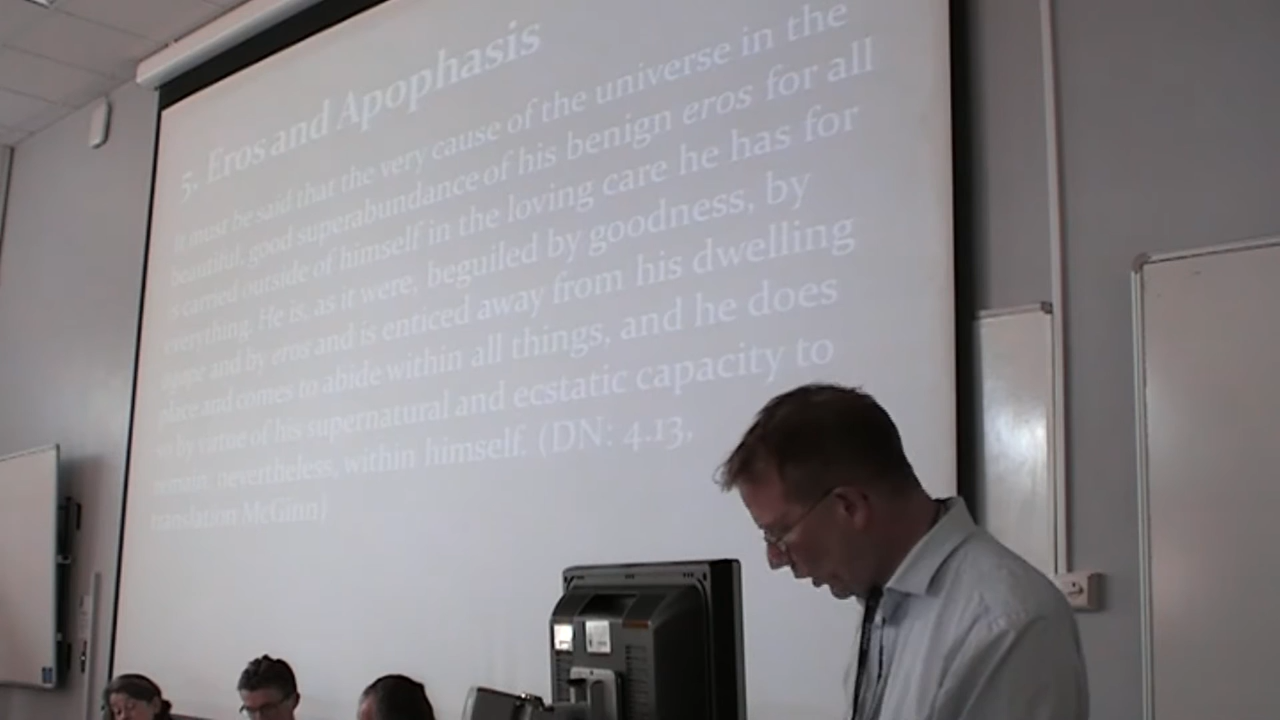 5. Eros and Apophasis
It must be said that the very cause of the universe in the
beautiful, good superabundance of his benign eros for all
is carried outside of himself in the loving care he has for
everything. He is, as it were, beguiled by goodness, by
agape and by eros and is enticed away from his dwelling
place and comes to abide within all things, and he does
so by virtue of his supernatural and ecstatic capacity to
remain, nevertheless, within himself. (DN: 4.13,
translation McGinn)